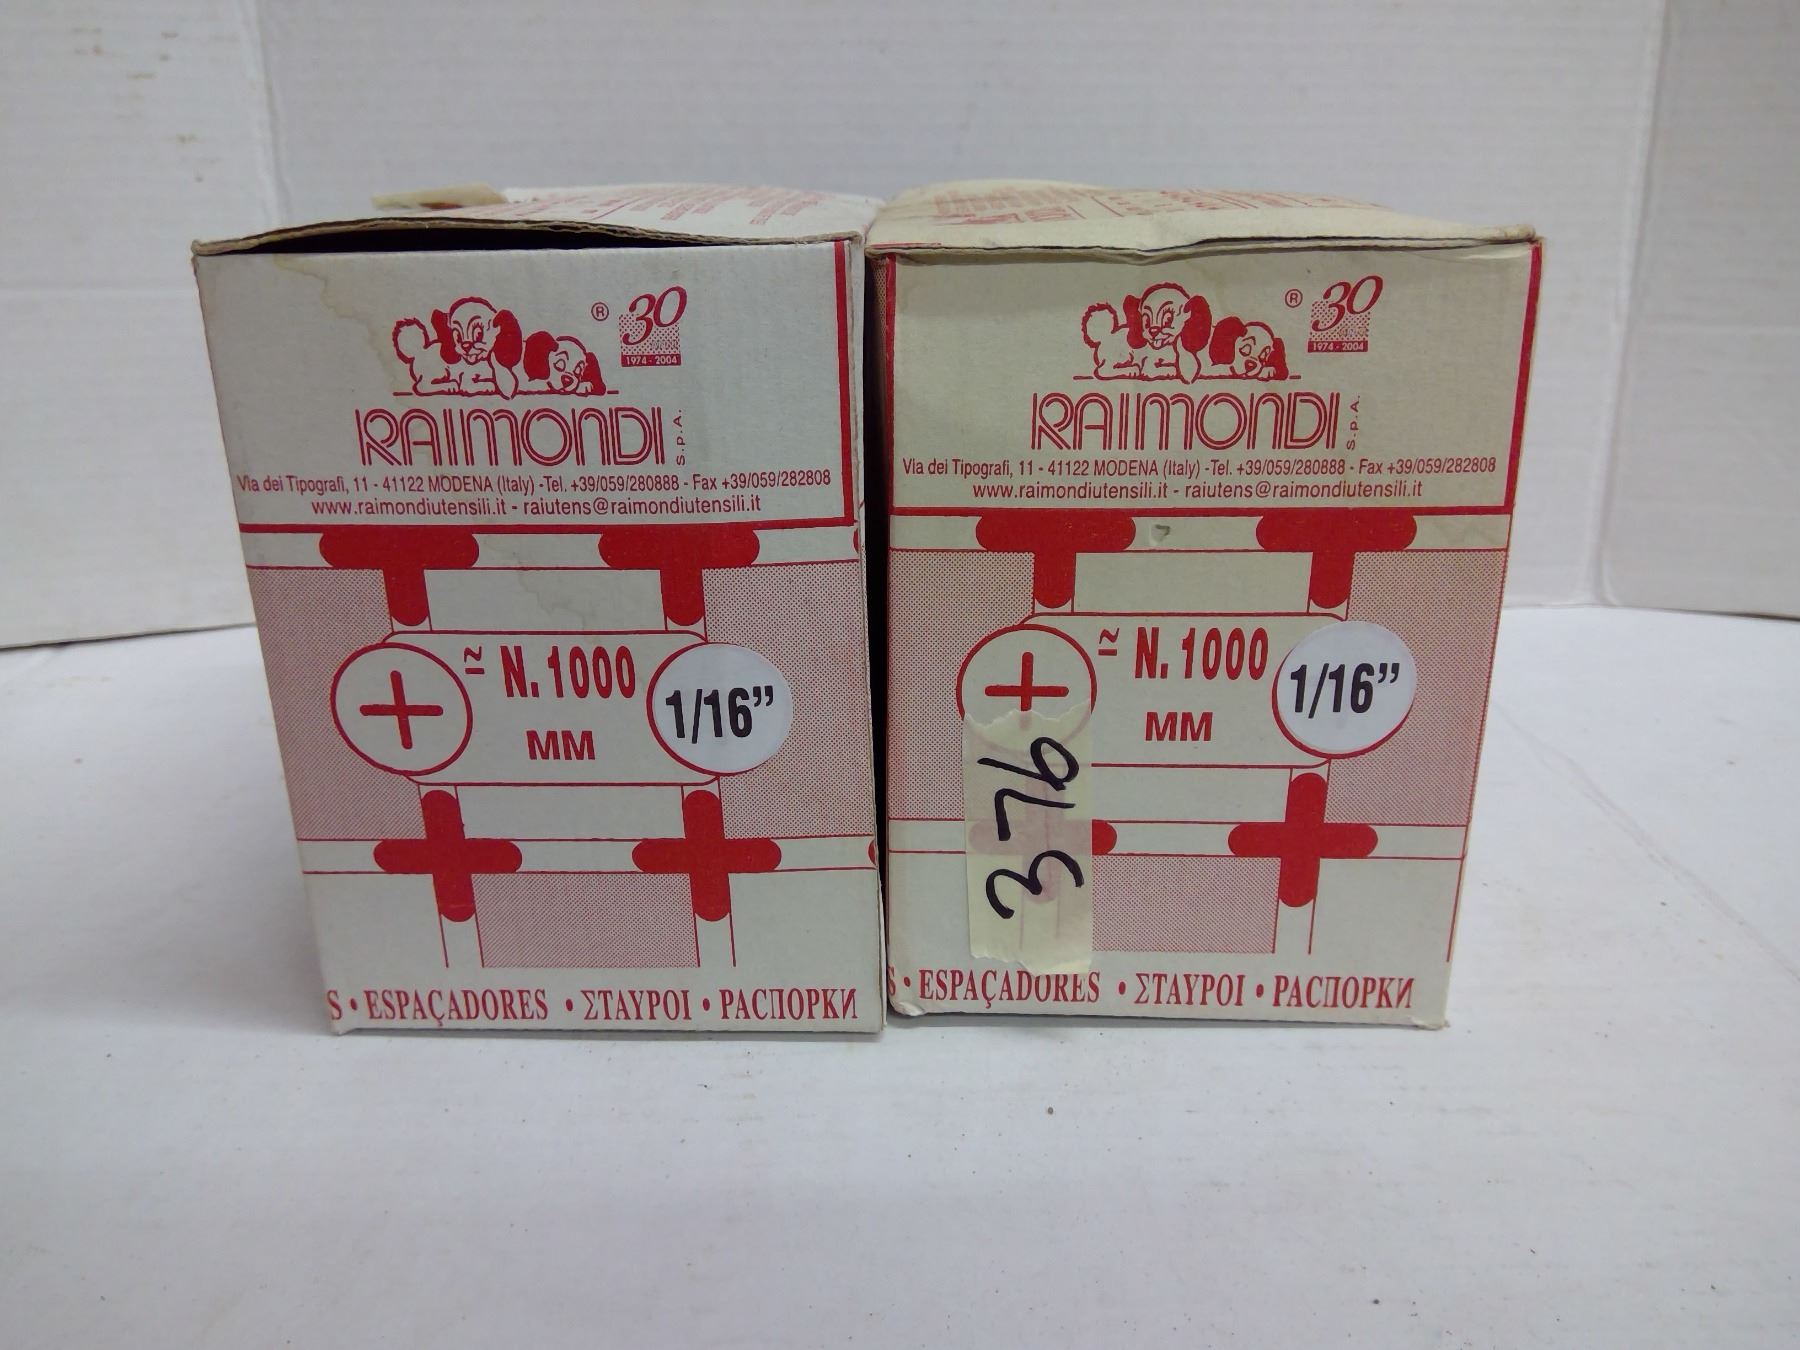 ® 30
1974 - 2004
RAIMONDI S.p.A.
Via dei Tipografi, 11 - 41122 MODENA (Italy) -Tel. +39/059/280888 - Fax +39/059/282808
www.raimondiutensili.it - raiutens@raimondiutensili.it
≃ N. 1000
MM
1/16”
S • ESPAÇADORES • ΣΤΑΥΡΟΙ • РАСПОРКИ
® 30
1974 - 2004
RAIMONDI S.p.A.
Via dei Tipografi, 11 - 41122 MODENA (Italy) -Tel. +39/059/280888 - Fax +39/059/282808
www.raimondiutensili.it - raiutens@raimondiutensili.it
≃ N. 1000
MM
1/16”
376
S • ESPAÇADORES • ΣΤΑΥΡΟΙ • РАСПОРКИ